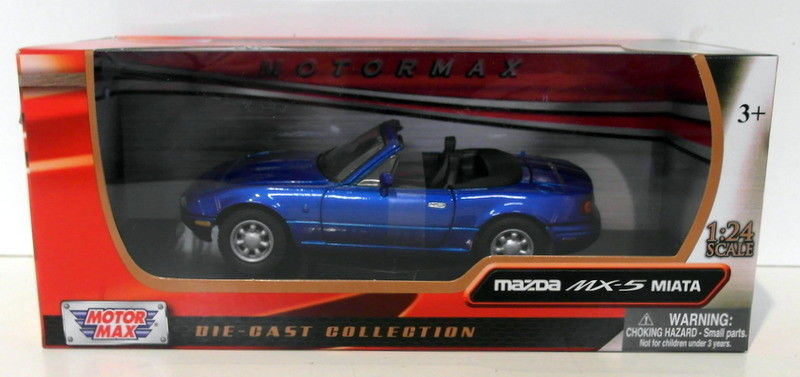 MOTORMAX
3+
1:24
SCALE
mazda MX-5 MIATA
MOTOR
MAX
DIE-CAST COLLECTION
WARNING:
CHOKING HAZARD - Small parts.
Not for children under 3 years.